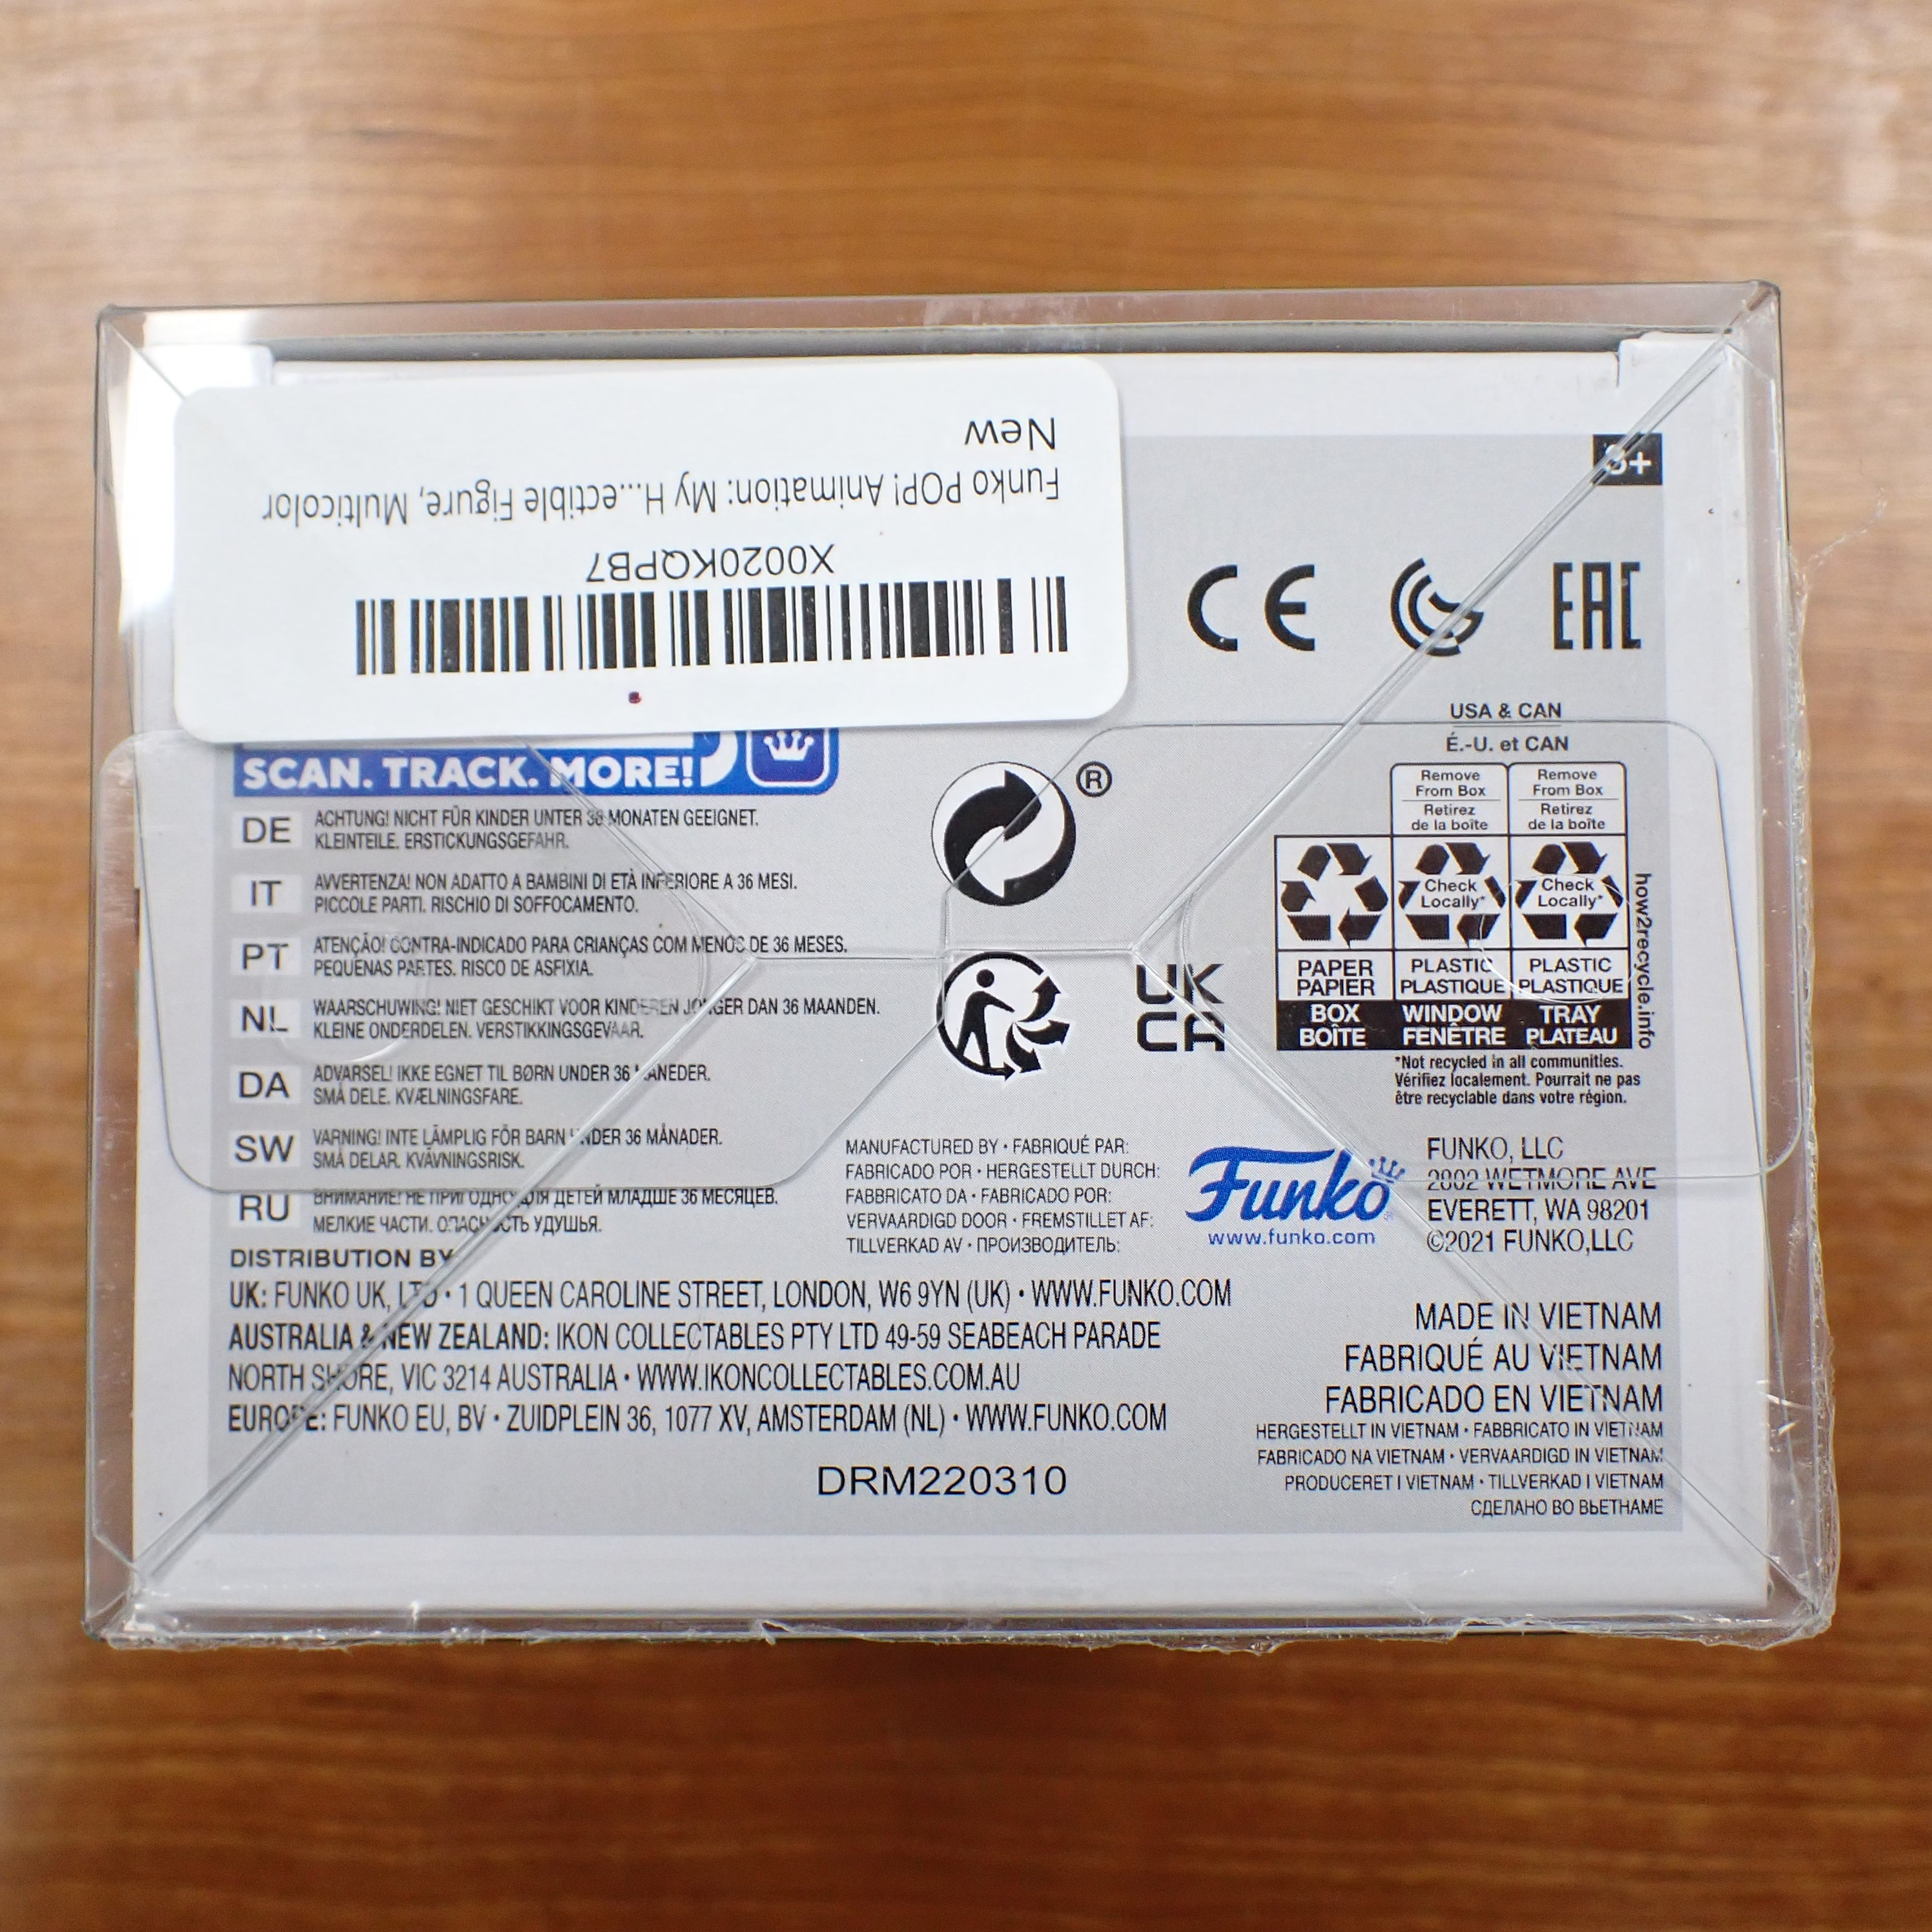 New
Funko POP! Animation: My H...ectible Figure, Multicolor
X0020KQPB7
SCAN. TRACK. MORE!
DE ACHTUNG! NICHT FÜR KINDER UNTER 36 MONATEN GEEIGNET.
KLEINTEILE. ERSTICKUNGSGEFAHR.
IT AVVERTENZA! NON ADATTO A BAMBINI DI ETÀ INFERIORE A 36 MESI.
PICCOLE PARTI. RISCHIO DI SOFFOCAMENTO.
PT ATENÇÃO! CONTRA-INDICADO PARA CRIANÇAS COM MENOS DE 36 MESES.
PEQUENAS PARTES. RISCO DE ASFIXIA.
NL WAARSCHUWING! NIET GESCHIKT VOOR KINDEREN JONGER DAN 36 MAANDEN.
KLEINE ONDERDELEN. VERSTIKKINGSGEVAAR.
DA ADVARSEL! IKKE EGNET TIL BØRN UNDER 36 MANEDER.
SMÅ DELE. KVÆLNINGSFARE.
SW VARNING! INTE LÄMPLIG FÖR BARN UNDER 36 MÅNADER.
SMÅ DELAR. KVÄVNINGSRISK.
RU ВНИМАНИЕ! НЕ ПРИГОДНО ДЛЯ ДЕТЕЙ МЛАДШЕ 36 МЕСЯЦЕВ.
МЕЛКИЕ ЧАСТИ. ОПАСНОСТЬ УДУШЬЯ.
3+
CE
EAC
®
UK
CA
USA & CAN
É.-U. et CAN
Remove
From Box
Retirez
de la boîte
Remove
From Box
Retirez
de la boîte
Check
Locally*
Check
Locally*
PAPER
PAPIER
PLASTIC
PLASTIQUE
PLASTIC
PLASTIQUE
BOX
BOÎTE
WINDOW
FENÊTRE
TRAY
PLATEAU
how2recycle.info
*Not recycled in all communities.
Vérifiez localement. Pourrait ne pas
être recyclable dans votre région.
MANUFACTURED BY • FABRIQUÉ PAR:
FABRICADO POR • HERGESTELLT DURCH:
FABBRICATO DA • FABRICADO POR:
VERVAARDIGD DOOR • FREMSTILLET AF:
TILLVERKAD AV • ПРОИЗВОДИТЕЛЬ:
Funko
www.funko.com
FUNKO, LLC
2802 WETMORE AVE
EVERETT, WA 98201
©2021 FUNKO,LLC
DISTRIBUTION BY
UK: FUNKO UK, LTD • 1 QUEEN CAROLINE STREET, LONDON, W6 9YN (UK) • WWW.FUNKO.COM
AUSTRALIA & NEW ZEALAND: IKON COLLECTABLES PTY LTD 49-59 SEABEACH PARADE
NORTH SHORE, VIC 3214 AUSTRALIA • WWW.IKONCOLLECTABLES.COM.AU
EUROPE: FUNKO EU, BV • ZUIDPLEIN 36, 1077 XV, AMSTERDAM (NL) • WWW.FUNKO.COM
MADE IN VIETNAM
FABRIQUÉ AU VIETNAM
FABRICADO EN VIETNAM
HERGESTELLT IN VIETNAM • FABBRICATO IN VIETNAM
FABRICADO NA VIETNAM • VERVAARDIGD IN VIETNAM
PRODUCERET I VIETNAM • TILLVERKAD I VIETNAM
СДЕЛАНО ВО ВЬЕТНАМЕ
DRM220310